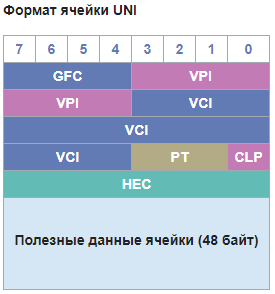 Формат ячейки UNI
7 6 5 4 3 2 1 0
GFC VPI
VPI VCI
VCI
VCI PT CLP
HEC
Полезные данные ячейки (48 байт)